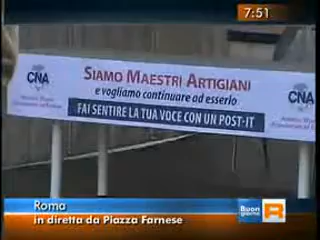 7:51
CNA
SIAMO MAESTRI ARTIGIANI
e vogliamo continuare ad esserlo
FAI SENTIRE LA TUA VOCE CON UN POST-IT
CNA
Roma
in diretta da Piazza Farnese
Buon
giorno
R